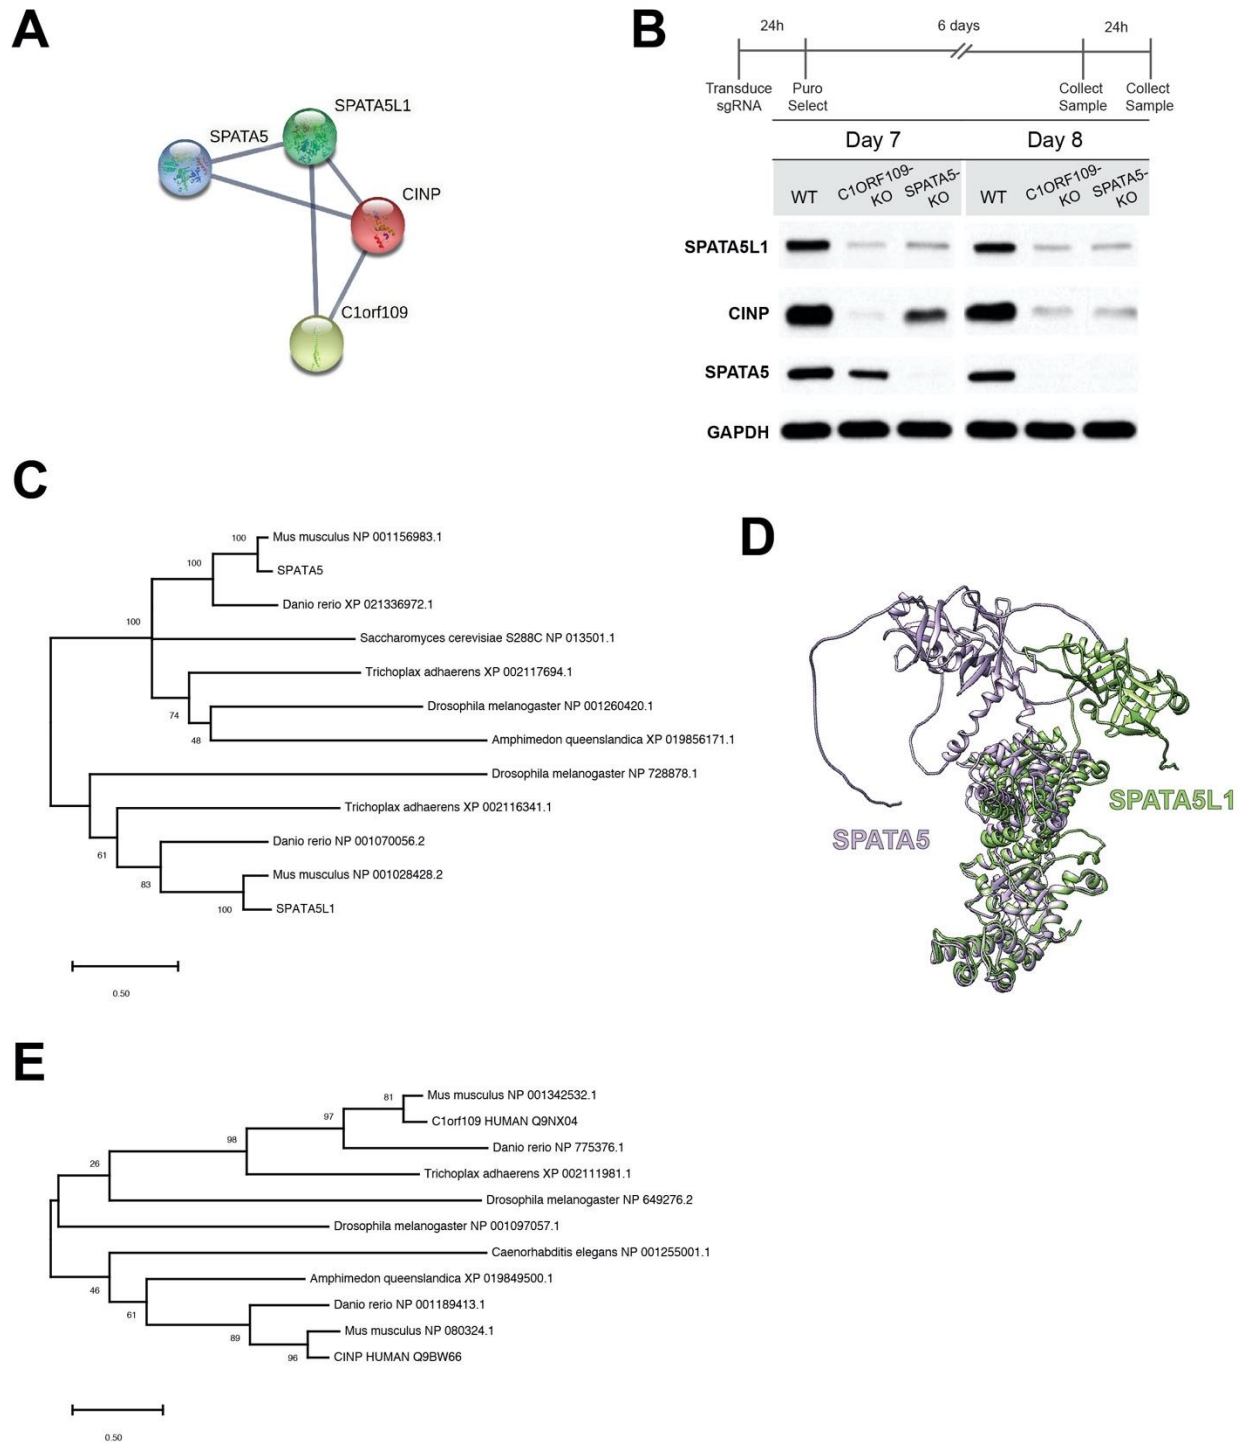 A
SPATA5L1
SPATA5
CINP
C1orf109
B
24h
6 days
24h
Transduce
sgRNA
Puro
Select
Collect
Sample
Collect
Sample
Day 7
Day 8
WT
C1ORF109-
KO
SPATA5-
KO
WT
C1ORF109-
KO
SPATA5-
KO
SPATA5L1
CINP
SPATA5
GAPDH
C
100
Mus musculus NP 001156983.1
100
SPATA5
Danio rerio XP 021336972.1
100
Saccharomyces cerevisiae S288C NP 013501.1
Trichoplax adhaerens XP 002117694.1
74
Drosophila melanogaster NP 001260420.1
48
Amphimedon queenslandica XP 019856171.1
Drosophila melanogaster NP 728878.1
Trichoplax adhaerens XP 002116341.1
61
Danio rerio NP 001070056.2
83
Mus musculus NP 001028428.2
100
SPATA5L1
0.50
D
SPATA5
SPATA5L1
E
81
Mus musculus NP 001342532.1
97
C1orf109 HUMAN Q9NX04
98
Danio rerio NP 775376.1
26
Trichoplax adhaerens XP 002111981.1
Drosophila melanogaster NP 649276.2
Drosophila melanogaster NP 001097057.1
Caenorhabditis elegans NP 001255001.1
46
Amphimedon queenslandica XP 019849500.1
61
Danio rerio NP 001189413.1
89
Mus musculus NP 080324.1
96
CINP HUMAN Q9BW66
0.50